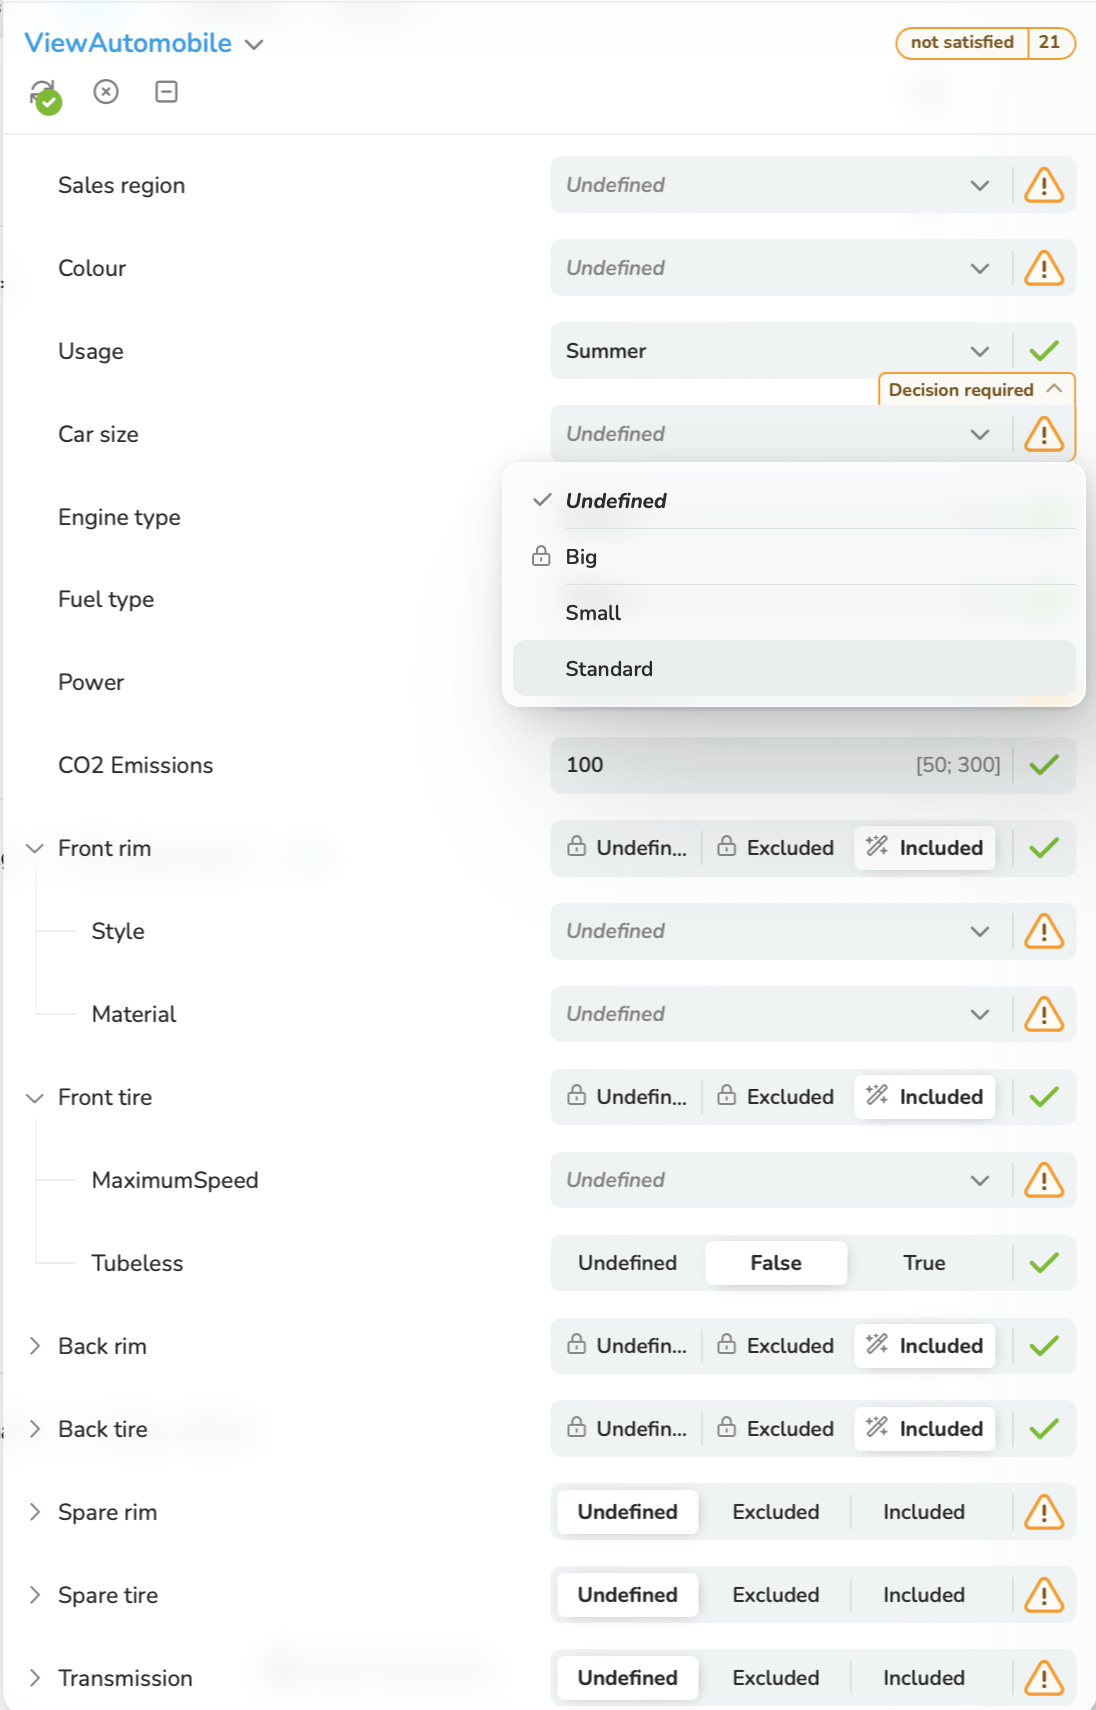 ViewAutomobile
not satisfied 21
Sales region Undefined
Colour Undefined
Usage Summer
Decision required
Car size Undefined
Undefined
Engine type
Big
Fuel type
Small
Standard
Power
CO2 Emissions 100 [50; 300]
Front rim Undefin... Excluded Included
Style Undefined
Material Undefined
Front tire Undefin... Excluded Included
MaximumSpeed Undefined
Tubeless Undefined False True
Back rim Undefin... Excluded Included
Back tire Undefin... Excluded Included
Spare rim Undefined Excluded Included
Spare tire Undefined Excluded Included
Transmission Undefined Excluded Included